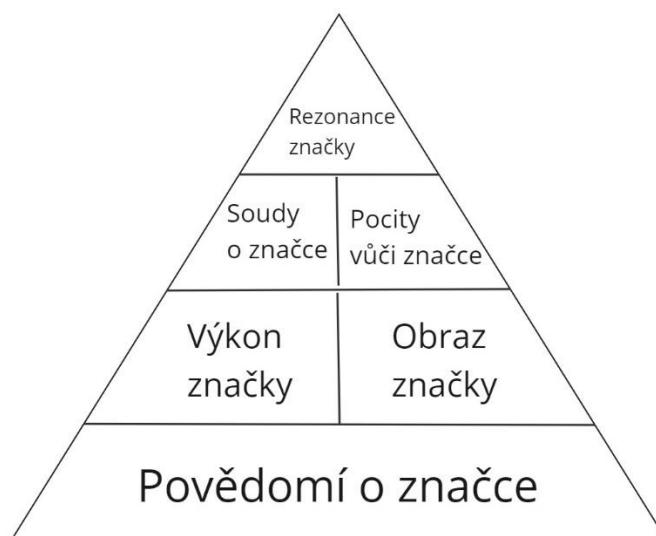 Rezonance
značky
Soudy
o značce
Pocity
vůči značce
Výkon
značky
Obraz
značky
Povědomí o značce